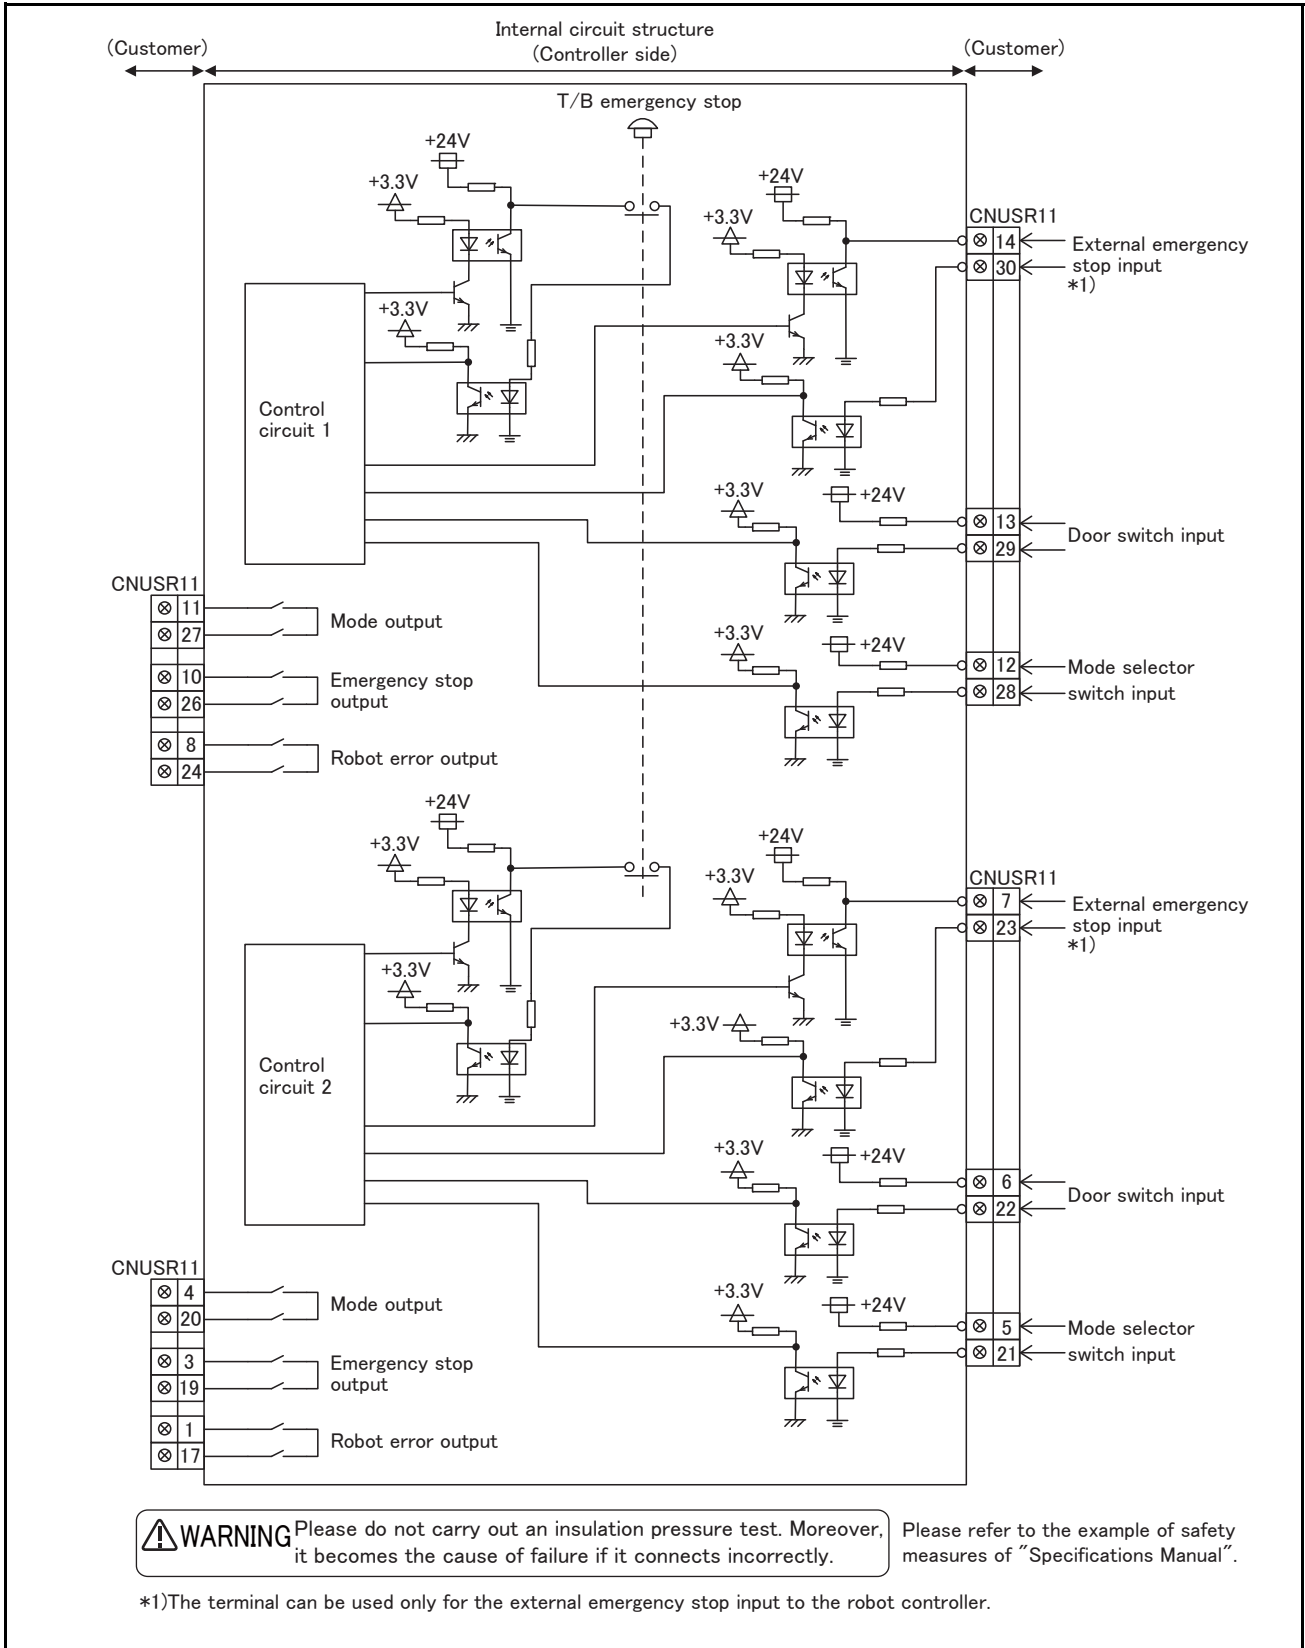 Internal circuit structure
(Controller side)
(Customer)
(Customer)
T/B emergency stop
+24V
+3.3V
+3.3V
Control
circuit 1
+24V
+3.3V
+3.3V
CNUSR11
14
30
External emergency
stop input
*1)
+3.3V
+24V
13
29
Door switch input
+3.3V
+24V
12
28
Mode selector
switch input
CNUSR11
11
27
Mode output
10
26
Emergency stop
output
8
24
Robot error output
+24V
+3.3V
+3.3V
Control
circuit 2
+24V
+3.3V
+3.3V
CNUSR11
7
23
External emergency
stop input
*1)
+3.3V
+24V
6
22
Door switch input
+3.3V
+24V
5
21
Mode selector
switch input
CNUSR11
4
20
Mode output
3
19
Emergency stop
output
1
17
Robot error output
WARNING
Please do not carry out an insulation pressure test. Moreover,
it becomes the cause of failure if it connects incorrectly.
Please refer to the example of safety
measures of "Specifications Manual".
*1)The terminal can be used only for the external emergency stop input to the robot controller.